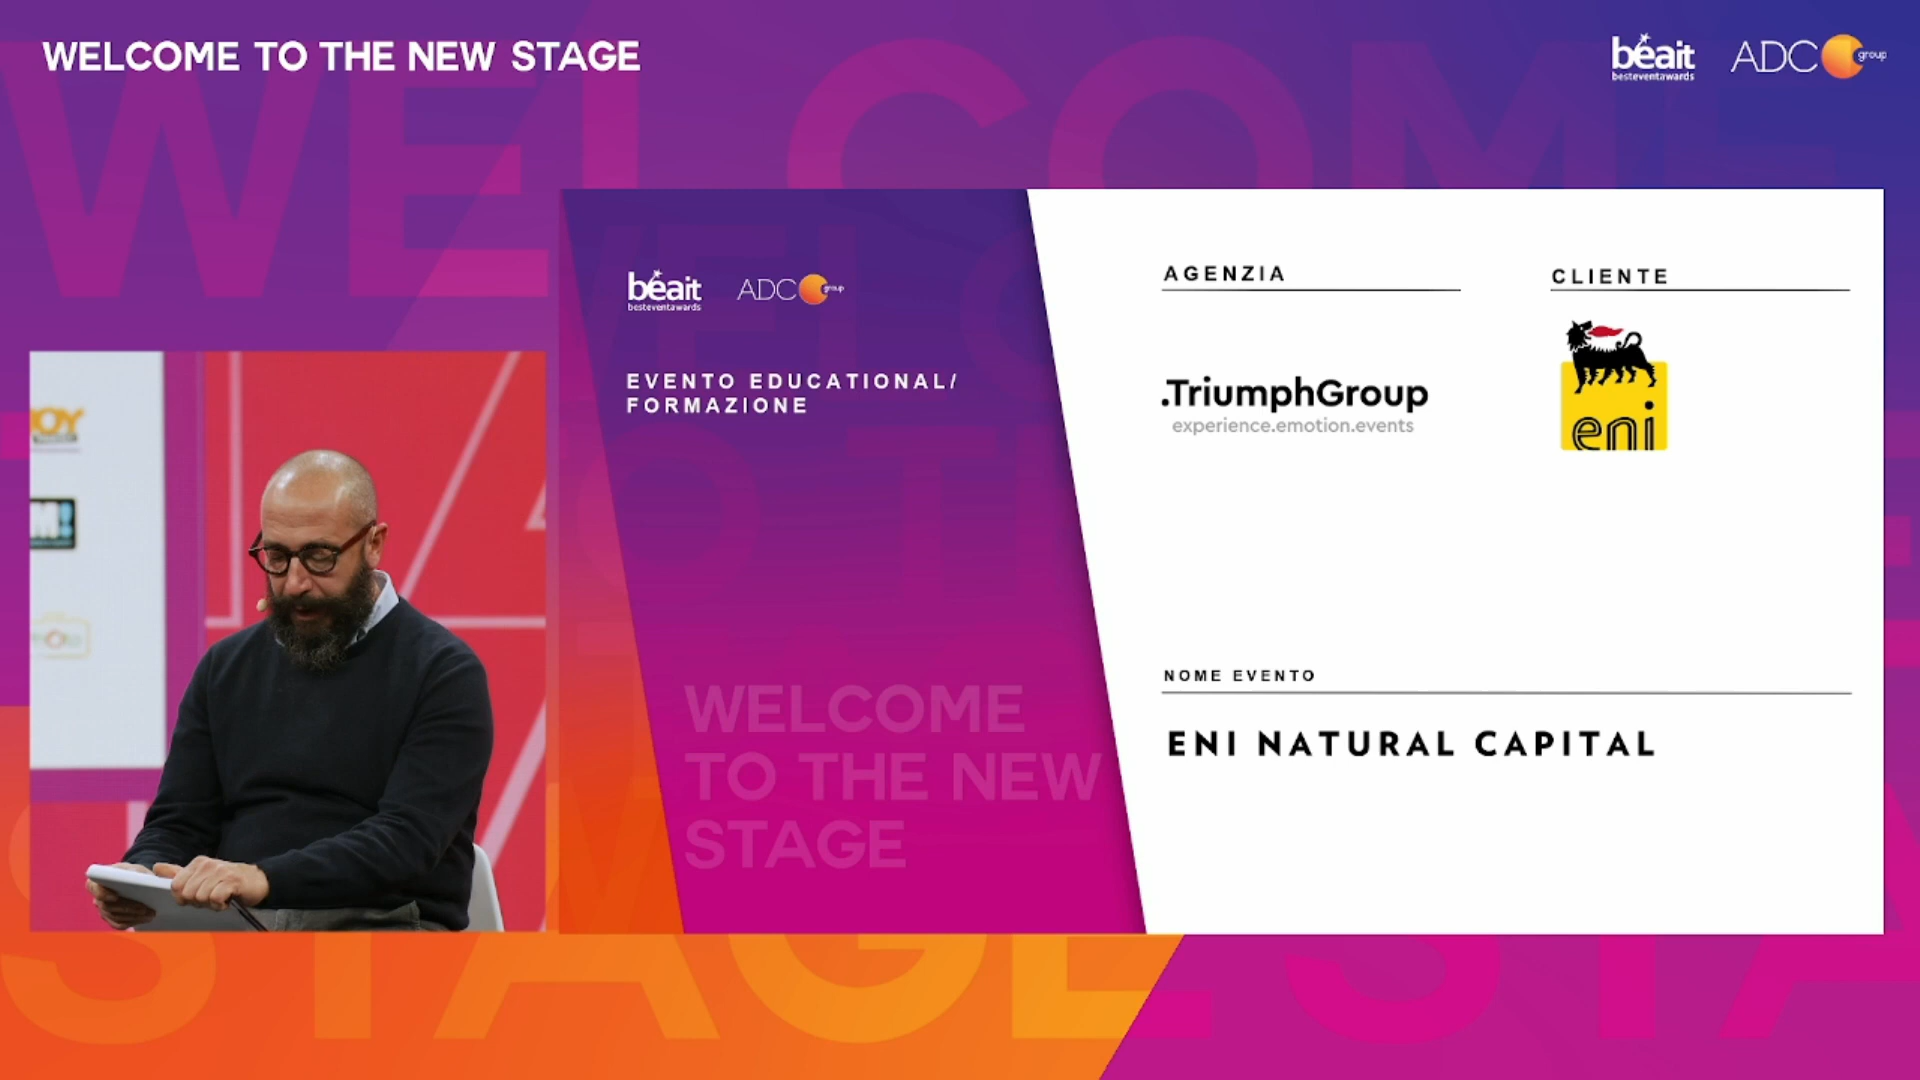 WELCOME TO THE NEW STAGE
béait
besteventawards
ADC group
béait
besteventawards
ADC group
EVENTO EDUCATIONAL/
FORMAZIONE
WELCOME
TO THE NEW
STAGE
AGENZIA
.TriumphGroup
experience.emotion.events
CLIENTE
eni
NOME EVENTO
ENI NATURAL CAPITAL